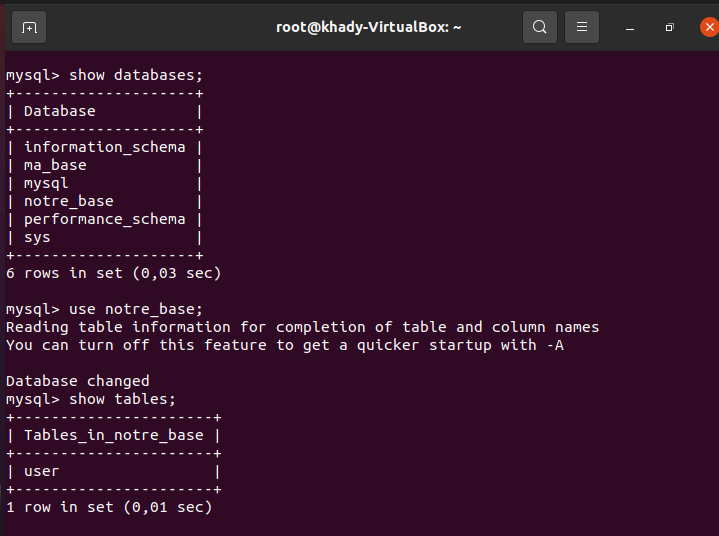 root@khady-VirtualBox: ~
mysql> show databases;
+--------------------+
| Database           |
+--------------------+
| information_schema |
| ma_base            |
| mysql              |
| notre_base         |
| performance_schema |
| sys                |
+--------------------+
6 rows in set (0,03 sec)

mysql> use notre_base;
Reading table information for completion of table and column names
You can turn off this feature to get a quicker startup with -A

Database changed
mysql> show tables;
+----------------------+
| Tables_in_notre_base |
+----------------------+
| user                 |
+----------------------+
1 row in set (0,01 sec)